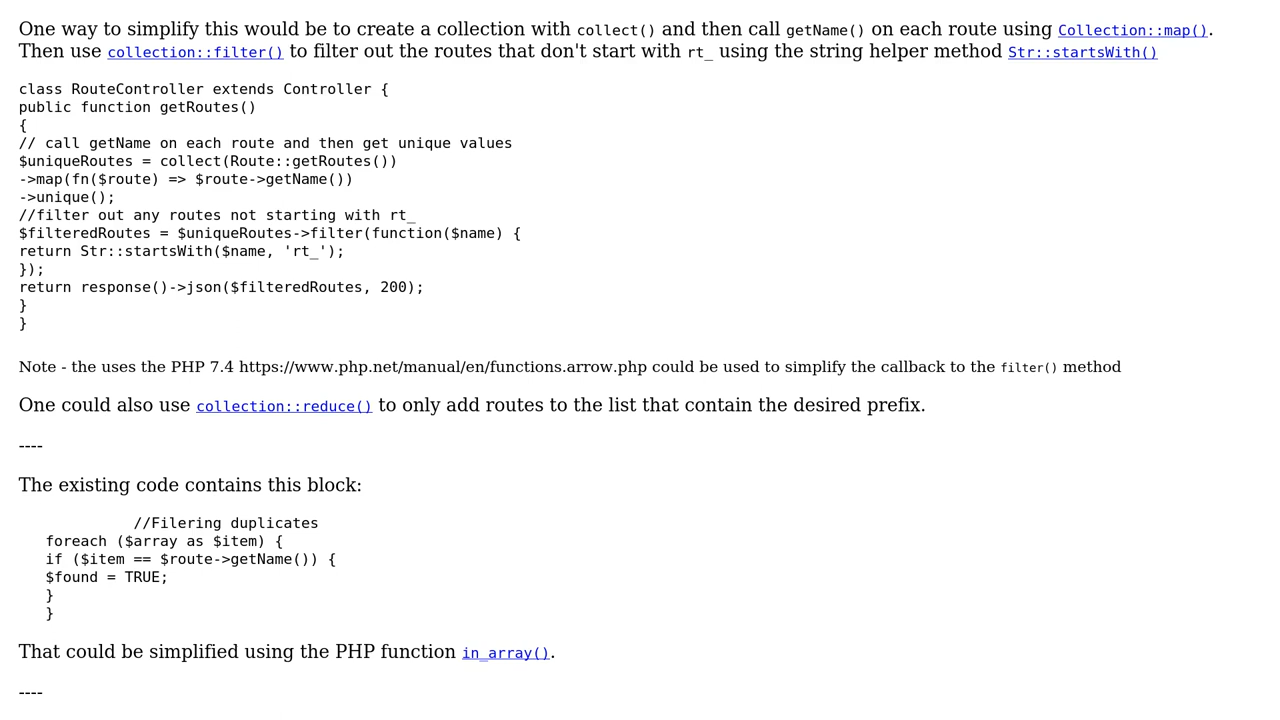 One way to simplify this would be to create a collection with collect() and then call getName() on each route using Collection::map().
Then use collection::filter() to filter out the routes that don't start with rt_ using the string helper method Str::startsWith()
class RouteController extends Controller {
public function getRoutes()
{
// call getName on each route and then get unique values
$uniqueRoutes = collect(Route::getRoutes())
->map(fn($route) => $route->getName())
->unique();
//filter out any routes not starting with rt_
$filteredRoutes = $uniqueRoutes->filter(function($name) {
return Str::startsWith($name, 'rt_');
});
return response()->json($filteredRoutes, 200);
}
}
Note - the uses the PHP 7.4 https://www.php.net/manual/en/functions.arrow.php could be used to simplify the callback to the filter() method
One could also use collection::reduce() to only add routes to the list that contain the desired prefix.
----
The existing code contains this block:
//Filering duplicates
foreach ($array as $item) {
if ($item == $route->getName()) {
$found = TRUE;
}
}
That could be simplified using the PHP function in_array().
----